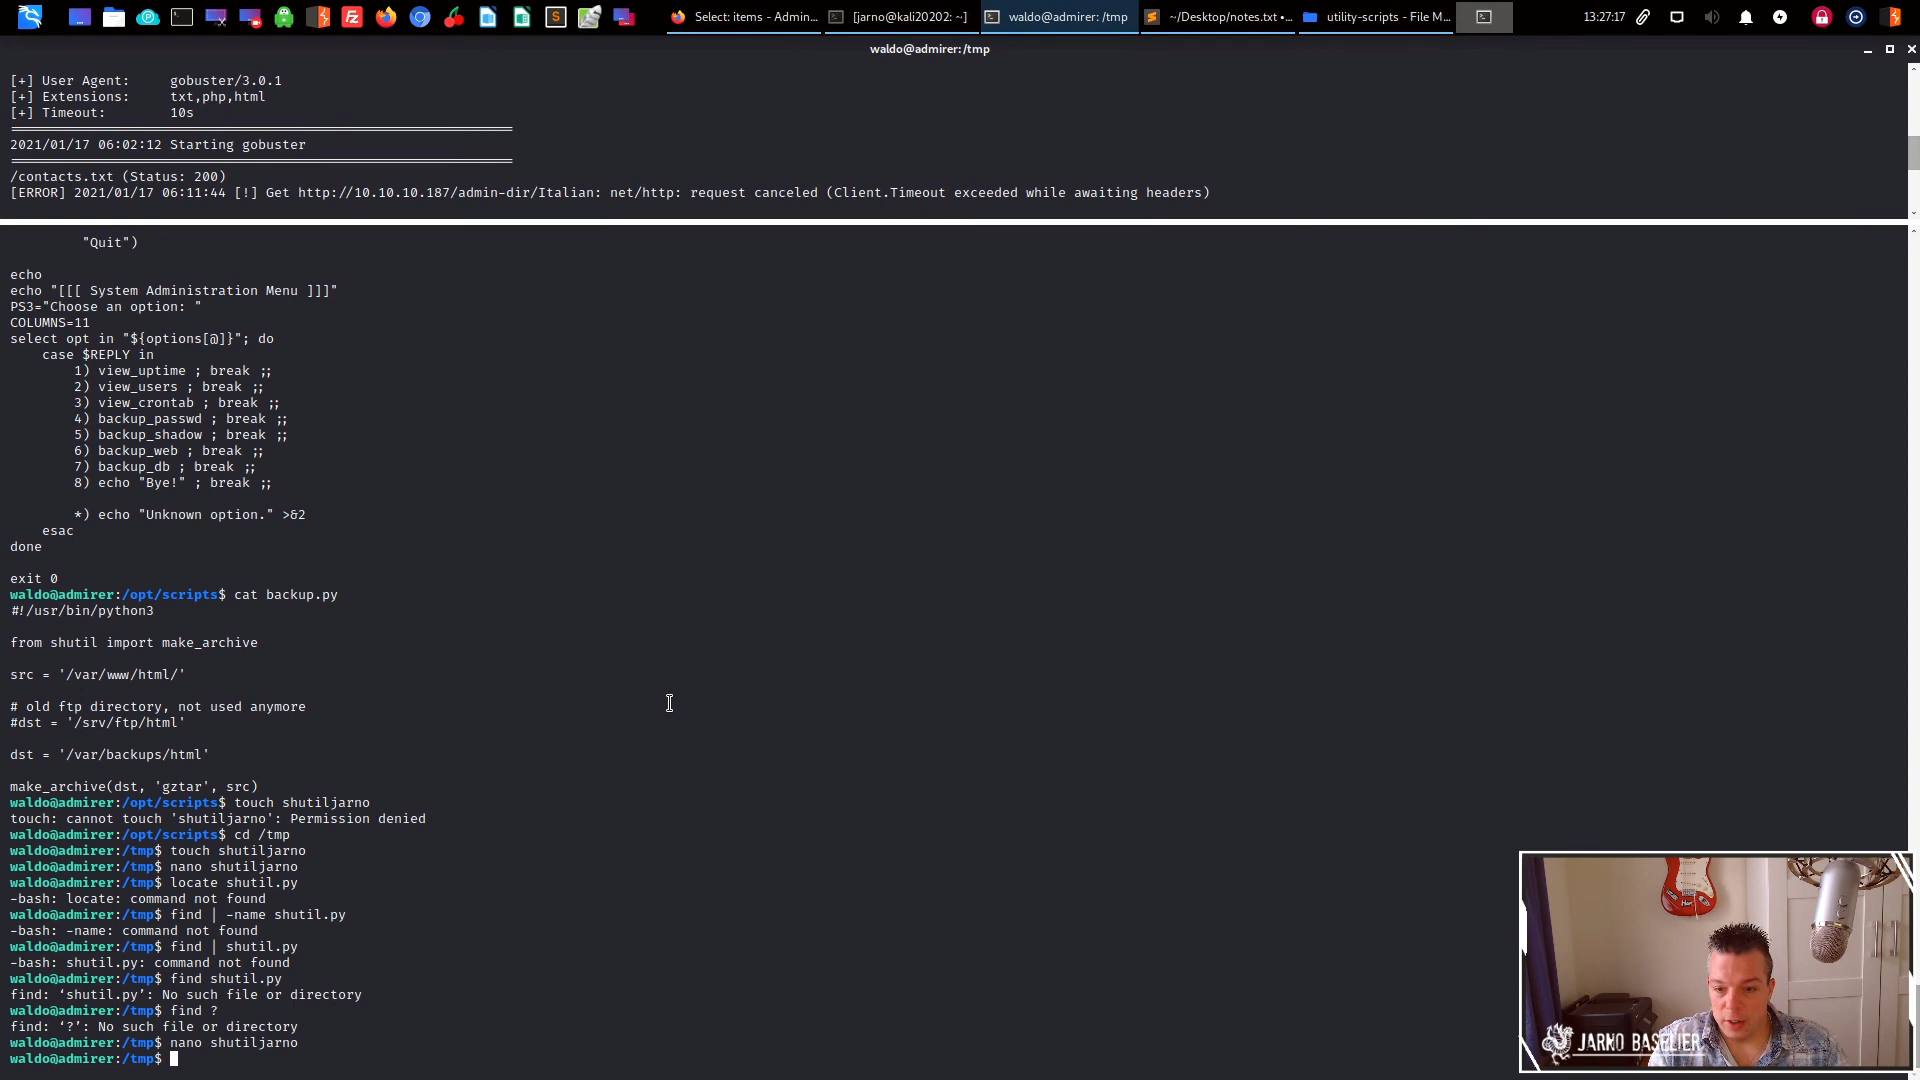 Select: items - Admin...
[jarno@kali20202: ~]
waldo@admirer: /tmp
~/Desktop/notes.txt •...
utility-scripts - File M...
13:27:17
waldo@admirer:/tmp
[+] User Agent:     gobuster/3.0.1
[+] Extensions:     txt,php,html
[+] Timeout:        10s
===============================================================
2021/01/17 06:02:12 Starting gobuster
===============================================================
/contacts.txt (Status: 200)
[ERROR] 2021/01/17 06:11:44 [!] Get http://10.10.10.187/admin-dir/Italian: net/http: request canceled (Client.Timeout exceeded while awaiting headers)
"Quit")
echo
echo "[[[ System Administration Menu ]]]"
PS3="Choose an option: "
COLUMNS=11
select opt in "${options[@]}"; do
    case $REPLY in
        1) view_uptime ; break ;;
        2) view_users ; break ;;
        3) view_crontab ; break ;;
        4) backup_passwd ; break ;;
        5) backup_shadow ; break ;;
        6) backup_web ; break ;;
        7) backup_db ; break ;;
        8) echo "Bye!" ; break ;;
        *) echo "Unknown option." >&2
    esac
done
exit 0
waldo@admirer:/opt/scripts$ cat backup.py
#!/usr/bin/python3
from shutil import make_archive
src = '/var/www/html/'
# old ftp directory, not used anymore
#dst = '/srv/ftp/html'
dst = '/var/backups/html'
make_archive(dst, 'gztar', src)
waldo@admirer:/opt/scripts$ touch shutiljarno
touch: cannot touch 'shutiljarno': Permission denied
waldo@admirer:/opt/scripts$ cd /tmp
waldo@admirer:/tmp$ touch shutiljarno
waldo@admirer:/tmp$ nano shutiljarno
waldo@admirer:/tmp$ locate shutil.py
-bash: locate: command not found
waldo@admirer:/tmp$ find | -name shutil.py
-bash: -name: command not found
waldo@admirer:/tmp$ find | shutil.py
-bash: shutil.py: command not found
waldo@admirer:/tmp$ find shutil.py
find: ‘shutil.py’: No such file or directory
waldo@admirer:/tmp$ find ?
find: ‘?’: No such file or directory
waldo@admirer:/tmp$ nano shutiljarno
waldo@admirer:/tmp$
JARNO BASELIER